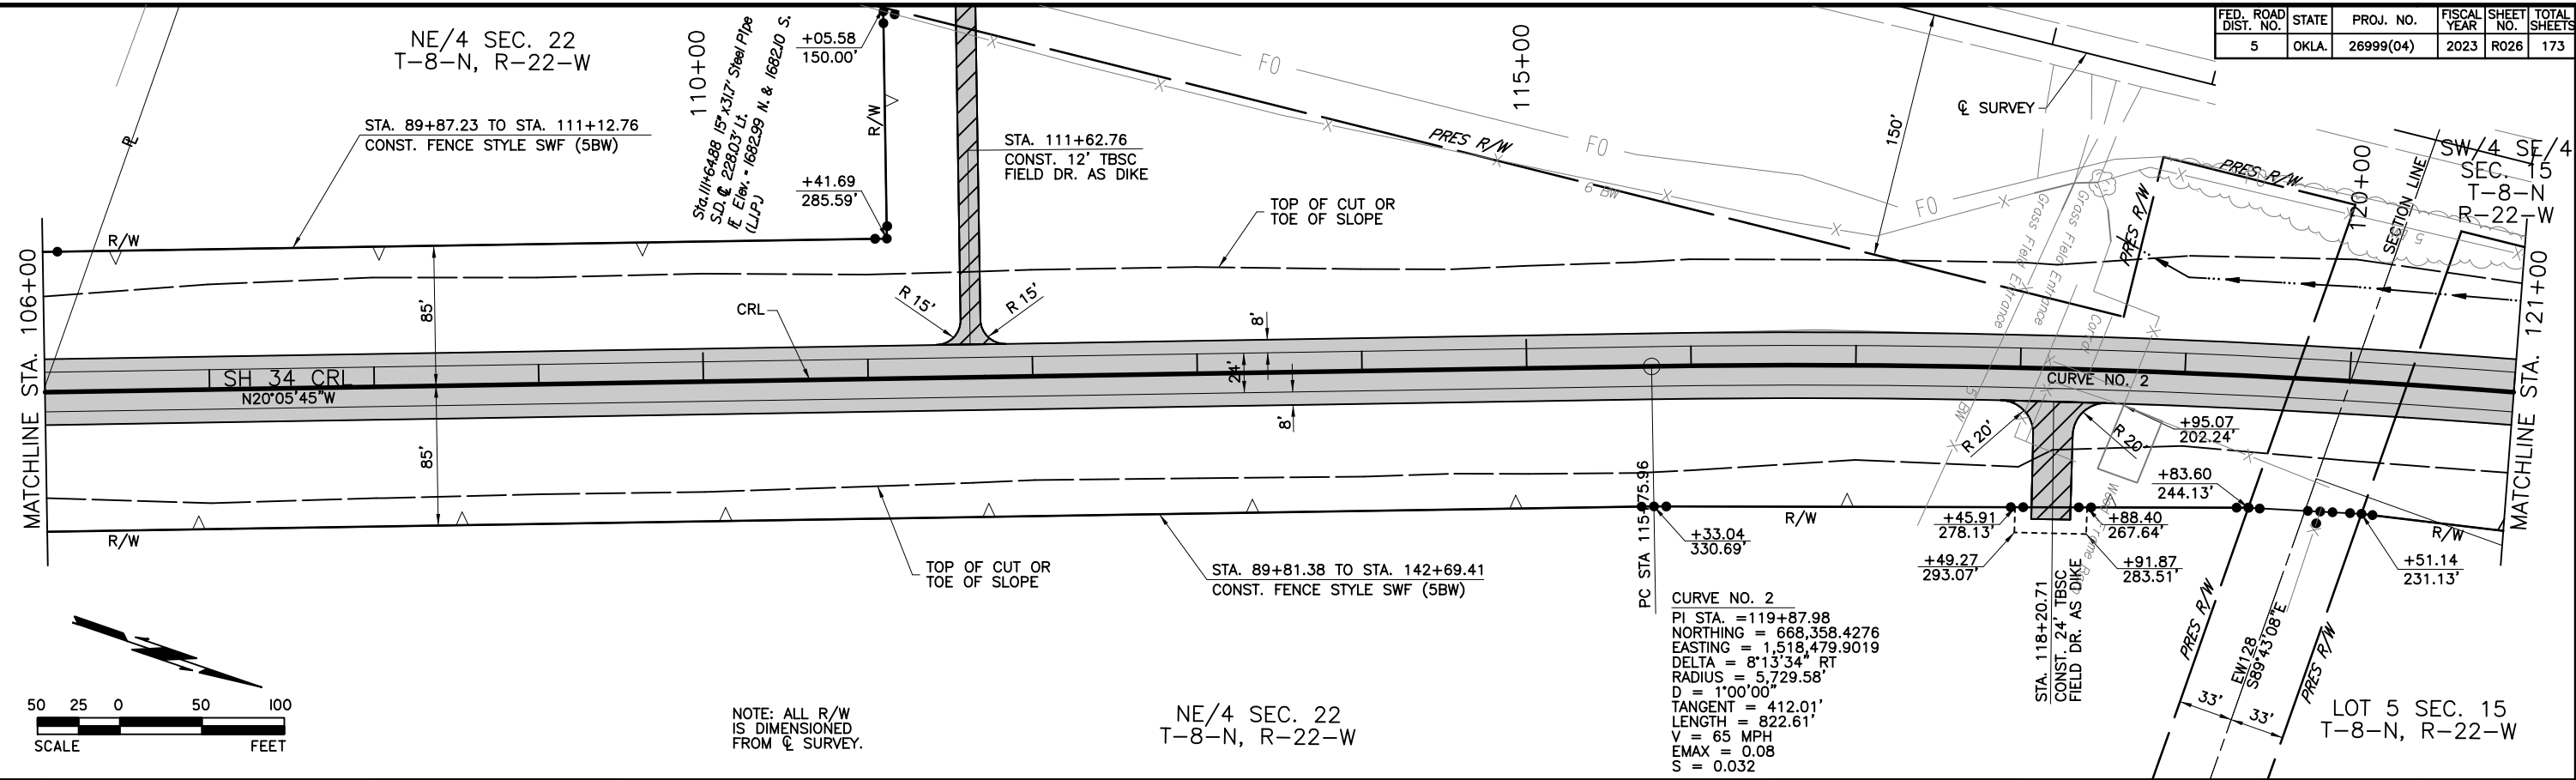 FED. ROAD DIST. NO. STATE PROJ. NO. FISCAL YEAR SHEET NO. TOTAL SHEETS
5 OKLA. 26999(04) 2023 R026 173
NE/4 SEC. 22
T-8-N, R-22-W
STA. 89+87.23 TO STA. 111+12.76
CONST. FENCE STYLE SWF (5BW)
PL
110+00
Sta.111+64.88 15"x31.7' Steel Pipe
S.D. CL 228.03' Lt.
FL Elev. = 1682.99 N. & 1682.10 S.
(L.I.P.)
+05.58
150.00'
R/W
+41.69
285.59'
STA. 111+62.76
CONST. 12' TBSC
FIELD DR. AS DIKE
FO
115+00
PRES R/W
FO
6 BW
150'
CL SURVEY
FO
Grass Field Entrance
Grass Field Entrance
Corral
PRES R/W
PRES R/W
120+00
SECTION LINE
SW/4 SE/4
SEC. 15
T-8-N
R-22-W
5
TOP OF CUT OR
TOE OF SLOPE
MATCHLINE STA. 106+00
R/W
85'
CRL
R 15'
R 15'
8'
24'
8'
SH 34 CRL
N20°05'45"W
85'
CURVE NO. 2
MATCHLINE STA. 121+00
5 BW
R 20'
R 20'
+95.07
202.24'
+83.60
244.13'
R/W
TOP OF CUT OR
TOE OF SLOPE
STA. 89+81.38 TO STA. 142+69.41
CONST. FENCE STYLE SWF (5BW)
PC STA 115+75.96
+33.04
330.69'
R/W
+45.91
278.13'
+49.27
293.07'
+88.40
267.64'
+91.87
283.51'
R/W
+51.14
231.13'
STA. 118+20.71
CONST. 24' TBSC
FIELD DR. AS DIKE
CURVE NO. 2
PI STA. =119+87.98
NORTHING = 668,358.4276
EASTING = 1,518,479.9019
DELTA = 8°13'34" RT
RADIUS = 5,729.58'
D = 1°00'00"
TANGENT = 412.01'
LENGTH = 822.61'
V = 65 MPH
EMAX = 0.08
S = 0.032
PRES R/W
EW128
S89°43'08"E
PRES R/W
33'
33'
LOT 5 SEC. 15
T-8-N, R-22-W
50 25 0 50 100
SCALE FEET
NOTE: ALL R/W
IS DIMENSIONED
FROM CL SURVEY.
NE/4 SEC. 22
T-8-N, R-22-W